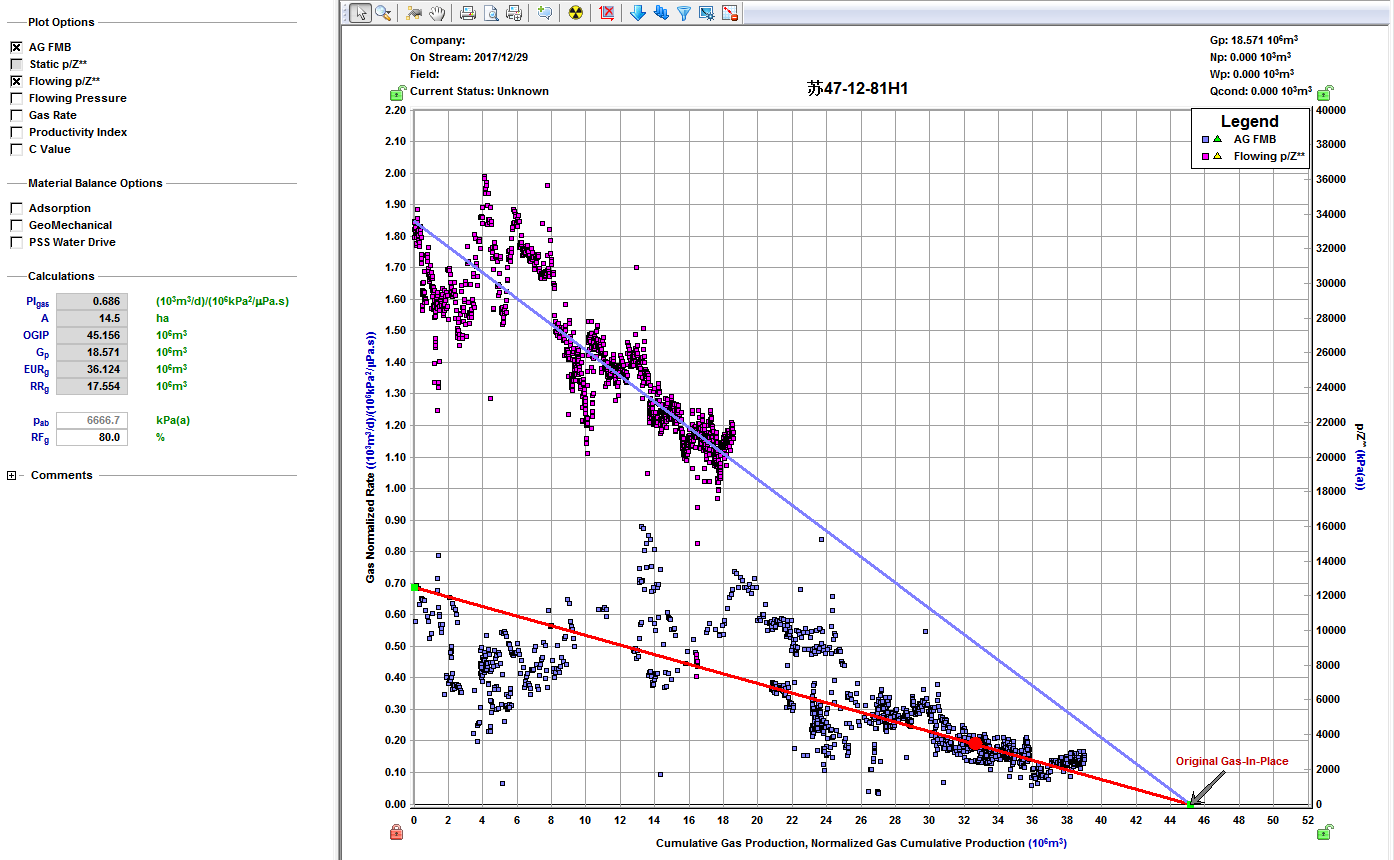 Plot Options
AG FMB
Static p/Z**
Flowing p/Z**
Flowing Pressure
Gas Rate
Productivity Index
C Value
Material Balance Options
Adsorption
GeoMechanical
PSS Water Drive
Calculations
PIgas 0.686 (10³m³/d)/(10⁶kPa²/μPa.s)
A 14.5 ha
OGIP 45.156 10⁶m³
Gp 18.571 10⁶m³
EURg 36.124 10⁶m³
RRg 17.554 10⁶m³
pab 6666.7 kPa(a)
RFg 80.0 %
Comments
Company:
On Stream: 2017/12/29
Field:
Current Status: Unknown
苏47-12-81H1
Gp: 18.571 10⁶m³
Np: 0.000 10³m³
Wp: 0.000 10³m³
Qcond: 0.000 10³m³
Legend
AG FMB
Flowing p/Z**
Gas Normalized Rate ((10³m³/d)/(10⁶kPa²/μPa.s))
2.20
2.10
2.00
1.90
1.80
1.70
1.60
1.50
1.40
1.30
1.20
1.10
1.00
0.90
0.80
0.70
0.60
0.50
0.40
0.30
0.20
0.10
0.00
40000
38000
36000
34000
32000
30000
28000
26000
24000
22000
20000
18000
16000
14000
12000
10000
8000
6000
4000
2000
0
p/Z** (kPa(a))
Original Gas-In-Place
0 2 4 6 8 10 12 14 16 18 20 22 24 26 28 30 32 34 36 38 40 42 44 46 48 50 52
Cumulative Gas Production, Normalized Gas Cumulative Production (10⁶m³)